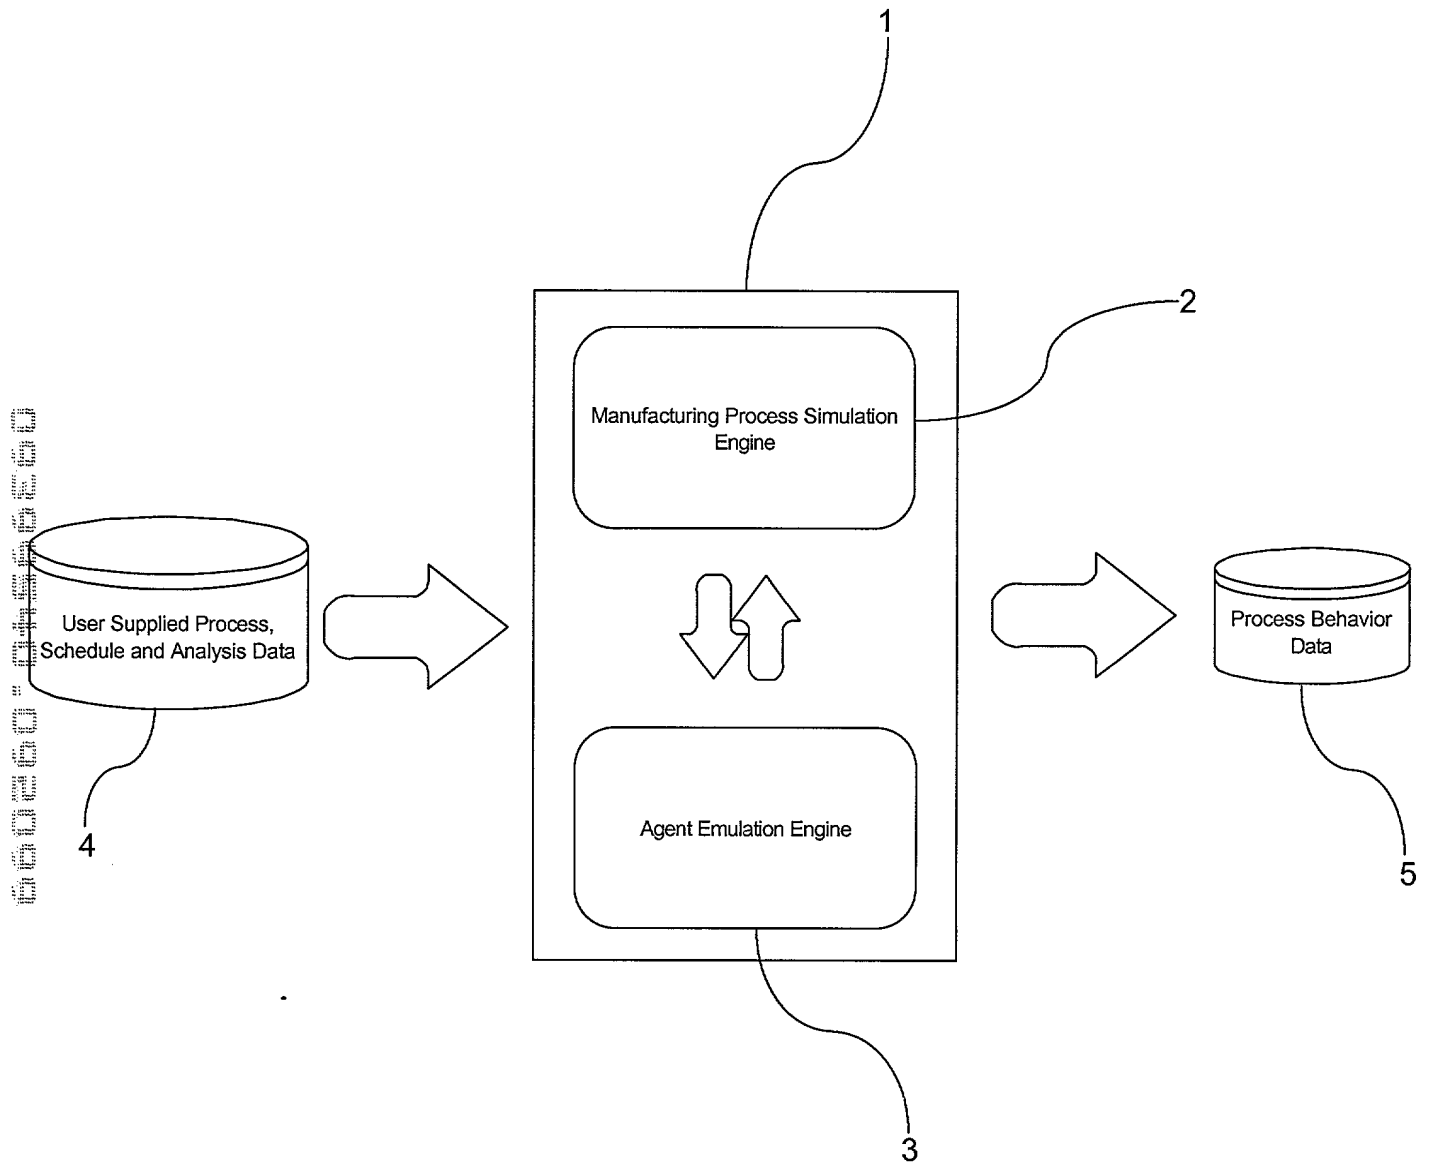 1
2
Manufacturing Process Simulation
Engine
User Supplied Process,
Schedule and Analysis Data
Process Behavior
Data
Agent Emulation Engine
4
5
3